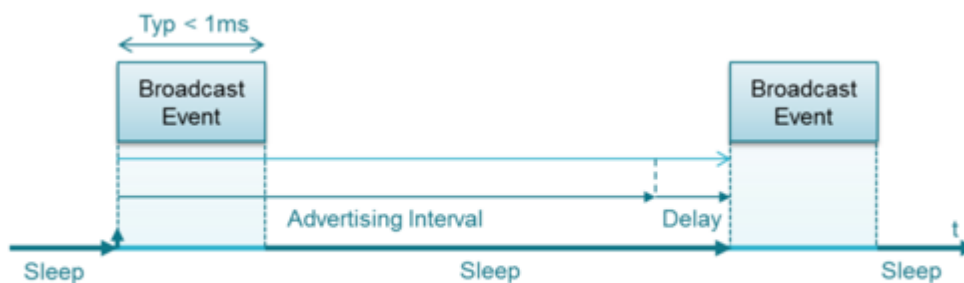 Typ < 1ms
Broadcast
Event
Broadcast
Event
Advertising Interval
Delay
t
Sleep
Sleep
Sleep